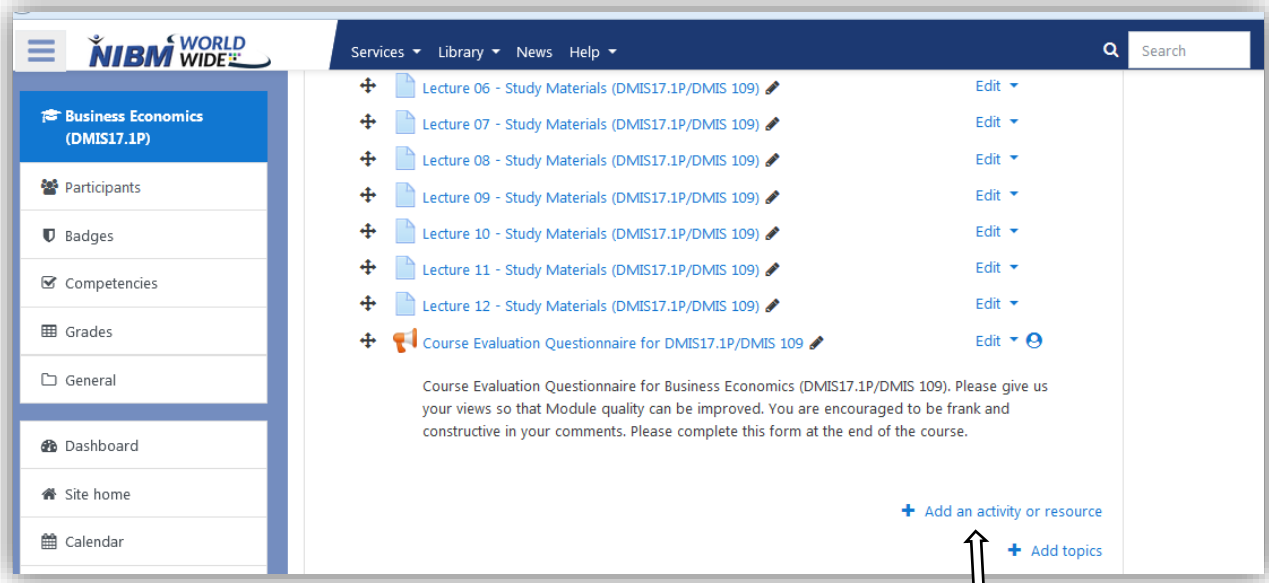 NIBM WORLD WIDE
Services Library News Help Search
Business Economics
(DMIS17.1P)
Participants
Badges
Competencies
Grades
General
Dashboard
Site home
Calendar
Lecture 06 - Study Materials (DMIS17.1P/DMIS 109) Edit
Lecture 07 - Study Materials (DMIS17.1P/DMIS 109) Edit
Lecture 08 - Study Materials (DMIS17.1P/DMIS 109) Edit
Lecture 09 - Study Materials (DMIS17.1P/DMIS 109) Edit
Lecture 10 - Study Materials (DMIS17.1P/DMIS 109) Edit
Lecture 11 - Study Materials (DMIS17.1P/DMIS 109) Edit
Lecture 12 - Study Materials (DMIS17.1P/DMIS 109) Edit
Course Evaluation Questionnaire for DMIS17.1P/DMIS 109 Edit
Course Evaluation Questionnaire for Business Economics (DMIS17.1P/DMIS 109). Please give us
your views so that Module quality can be improved. You are encouraged to be frank and
constructive in your comments. Please complete this form at the end of the course.
Add an activity or resource
Add topics